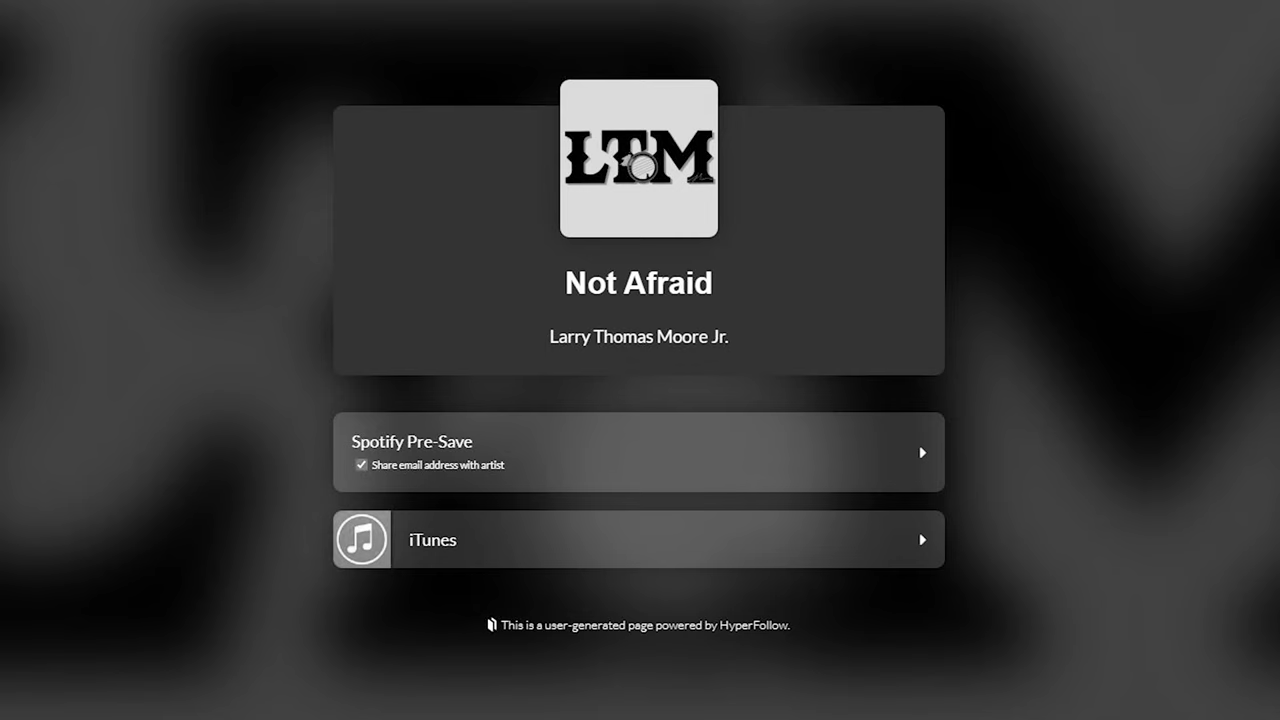 LTM
Not Afraid
Larry Thomas Moore Jr.
Spotify Pre-Save
Share email address with artist
iTunes
This is a user-generated page powered by HyperFollow.